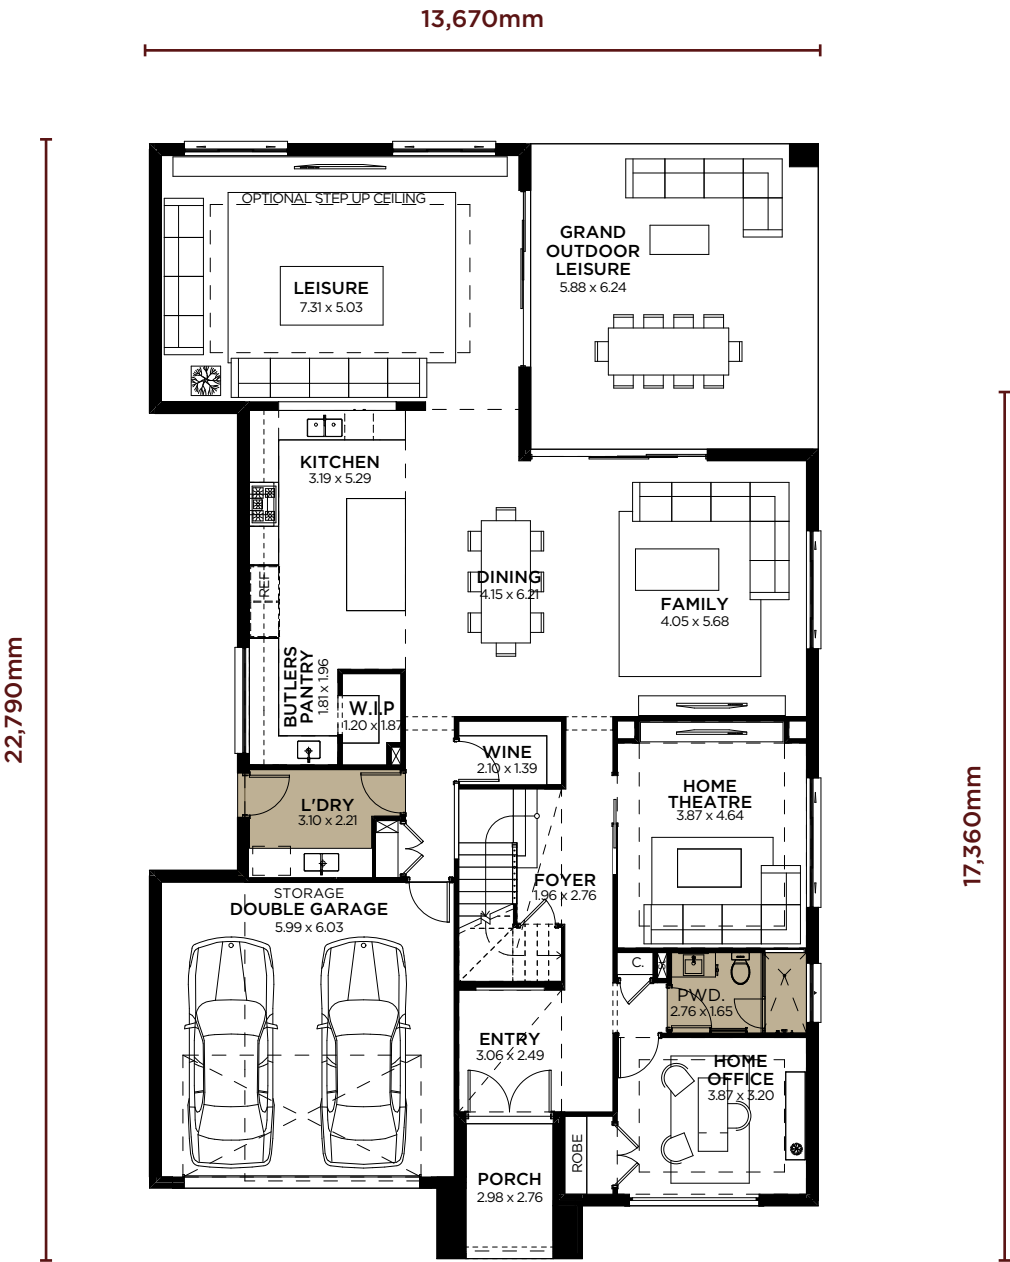 13,670mm
OPTIONAL STEP UP CEILING
LEISURE
7.31 x 5.03
GRAND
OUTDOOR
LEISURE
5.88 x 6.24
KITCHEN
3.19 x 5.29
REF
DINING
4.15 x 6.21
FAMILY
4.05 x 5.68
BUTLERS
PANTRY
1.81 x 1.96
W.I.P
1.20 x 1.87
WINE
2.10 x 1.39
HOME
THEATRE
3.87 x 4.64
L'DRY
3.10 x 2.21
FOYER
1.96 x 2.76
STORAGE
DOUBLE GARAGE
5.99 x 6.03
C.
PWD.
2.76 x 1.65
ENTRY
3.06 x 2.49
HOME
OFFICE
3.87 x 3.20
ROBE
PORCH
2.98 x 2.76
22,790mm
17,360mm